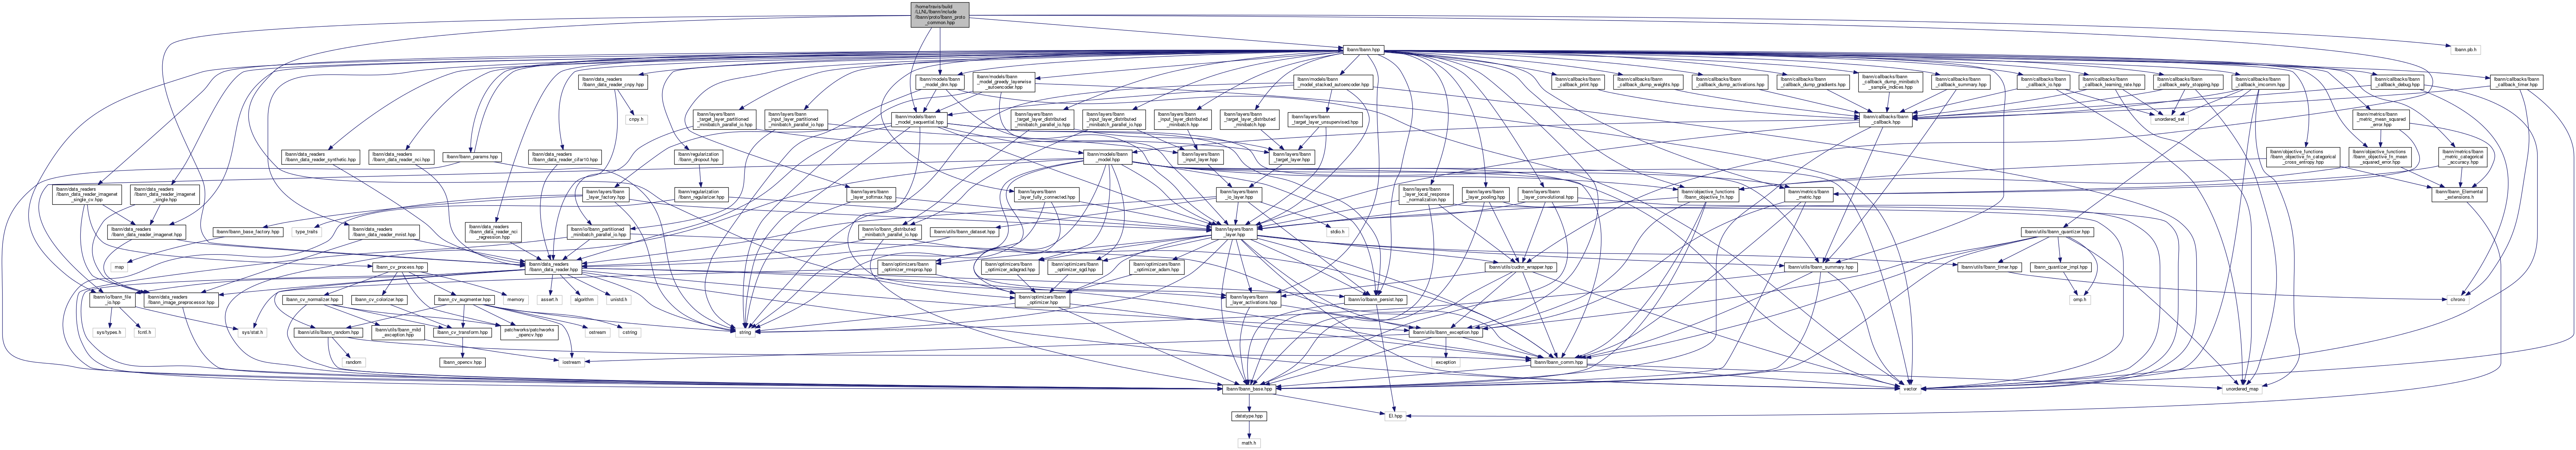 /home/travis/build
/LLNL/lbann/include
/lbann/proto/lbann_proto
_common.hpp
lbann/lbann.hpp
lbann.pb.h
lbann/data_readers
/lbann_data_reader_cnpy.hpp
lbann/models/lbann
_model_dnn.hpp
lbann/models/lbann
_model_greedy_layerwise
_autoencoder.hpp
lbann/models/lbann
_model_stacked_autoencoder.hpp
lbann/callbacks/lbann
_callback_print.hpp
lbann/callbacks/lbann
_callback_dump_weights.hpp
lbann/callbacks/lbann
_callback_dump_activations.hpp
lbann/callbacks/lbann
_callback_dump_gradients.hpp
lbann/callbacks/lbann
_callback_dump_minibatch
_sample_indices.hpp
lbann/callbacks/lbann
_callback_summary.hpp
lbann/callbacks/lbann
_callback_io.hpp
lbann/callbacks/lbann
_callback_learning_rate.hpp
lbann/callbacks/lbann
_callback_early_stopping.hpp
lbann/callbacks/lbann
_callback_imcomm.hpp
lbann/callbacks/lbann
_callback_debug.hpp
lbann/callbacks/lbann
_callback_timer.hpp
cnpy.h
lbann/layers/lbann
_target_layer_partitioned
_minibatch_parallel_io.hpp
lbann/layers/lbann
_input_layer_partitioned
_minibatch_parallel_io.hpp
lbann/models/lbann
_model_sequential.hpp
lbann/layers/lbann
_target_layer_distributed
_minibatch_parallel_io.hpp
lbann/layers/lbann
_input_layer_distributed
_minibatch_parallel_io.hpp
lbann/layers/lbann
_input_layer_distributed
_minibatch.hpp
lbann/layers/lbann
_target_layer_distributed
_minibatch.hpp
lbann/layers/lbann
_target_layer_unsupervised.hpp
lbann/callbacks/lbann
_callback.hpp
unordered_set
lbann/metrics/lbann
_metric_mean_squared
_error.hpp
lbann/data_readers
/lbann_data_reader_synthetic.hpp
lbann/data_readers
/lbann_data_reader_nci.hpp
lbann/lbann_params.hpp
lbann/data_readers
/lbann_data_reader_cifar10.hpp
lbann/regularization
/lbann_dropout.hpp
lbann/models/lbann
_model.hpp
lbann/layers/lbann
_input_layer.hpp
lbann/layers/lbann
_target_layer.hpp
lbann/objective_functions
/lbann_objective_fn_categorical
_cross_entropy.hpp
lbann/objective_functions
/lbann_objective_fn_mean
_squared_error.hpp
lbann/metrics/lbann
_metric_categorical
_accuracy.hpp
lbann/data_readers
/lbann_data_reader_imagenet
_single_cv.hpp
lbann/data_readers
/lbann_data_reader_imagenet
_single.hpp
lbann/layers/lbann
_layer_factory.hpp
lbann/regularization
/lbann_regularizer.hpp
lbann/layers/lbann
_layer_softmax.hpp
lbann/layers/lbann
_layer_fully_connected.hpp
lbann/layers/lbann
_io_layer.hpp
lbann/layers/lbann
_layer_local_response
_normalization.hpp
lbann/layers/lbann
_layer_pooling.hpp
lbann/layers/lbann
_layer_convolutional.hpp
lbann/objective_functions
/lbann_objective_fn.hpp
lbann/metrics/lbann
_metric.hpp
lbann/lbann_Elemental
_extensions.h
lbann/data_readers
/lbann_data_reader_imagenet.hpp
lbann/lbann_base_factory.hpp
type_traits
lbann/data_readers
/lbann_data_reader_mnist.hpp
lbann/data_readers
/lbann_data_reader_nci
_regression.hpp
lbann/io/lbann_partitioned
_minibatch_parallel_io.hpp
lbann/io/lbann_distributed
_minibatch_parallel_io.hpp
lbann/utils/lbann_dataset.hpp
lbann/layers/lbann
_layer.hpp
stdio.h
lbann/utils/lbann_quantizer.hpp
map
lbann_cv_process.hpp
lbann/data_readers
/lbann_data_reader.hpp
lbann/optimizers/lbann
_optimizer_rmsprop.hpp
lbann/optimizers/lbann
_optimizer_adagrad.hpp
lbann/optimizers/lbann
_optimizer_sgd.hpp
lbann/optimizers/lbann
_optimizer_adam.hpp
lbann/utils/cudnn_wrapper.hpp
lbann/utils/lbann_summary.hpp
lbann/utils/lbann_timer.hpp
lbann_quantizer_impl.hpp
lbann/io/lbann_file
_io.hpp
lbann/data_readers
/lbann_image_preprocessor.hpp
lbann_cv_normalizer.hpp
lbann_cv_colorizer.hpp
lbann_cv_augmenter.hpp
memory
assert.h
algorithm
unistd.h
lbann/optimizers/lbann
_optimizer.hpp
lbann/layers/lbann
_layer_activations.hpp
lbann/io/lbann_persist.hpp
omp.h
chrono
sys/types.h
fcntl.h
sys/stat.h
lbann/utils/lbann_random.hpp
lbann/utils/lbann_mild
_exception.hpp
lbann_cv_transform.hpp
patchworks/patchworks
_opencv.hpp
ostream
cstring
string
lbann/utils/lbann_exception.hpp
random
lbann_opencv.hpp
iostream
exception
lbann/lbann_comm.hpp
lbann/lbann_base.hpp
vector
unordered_map
datatype.hpp
El.hpp
math.h